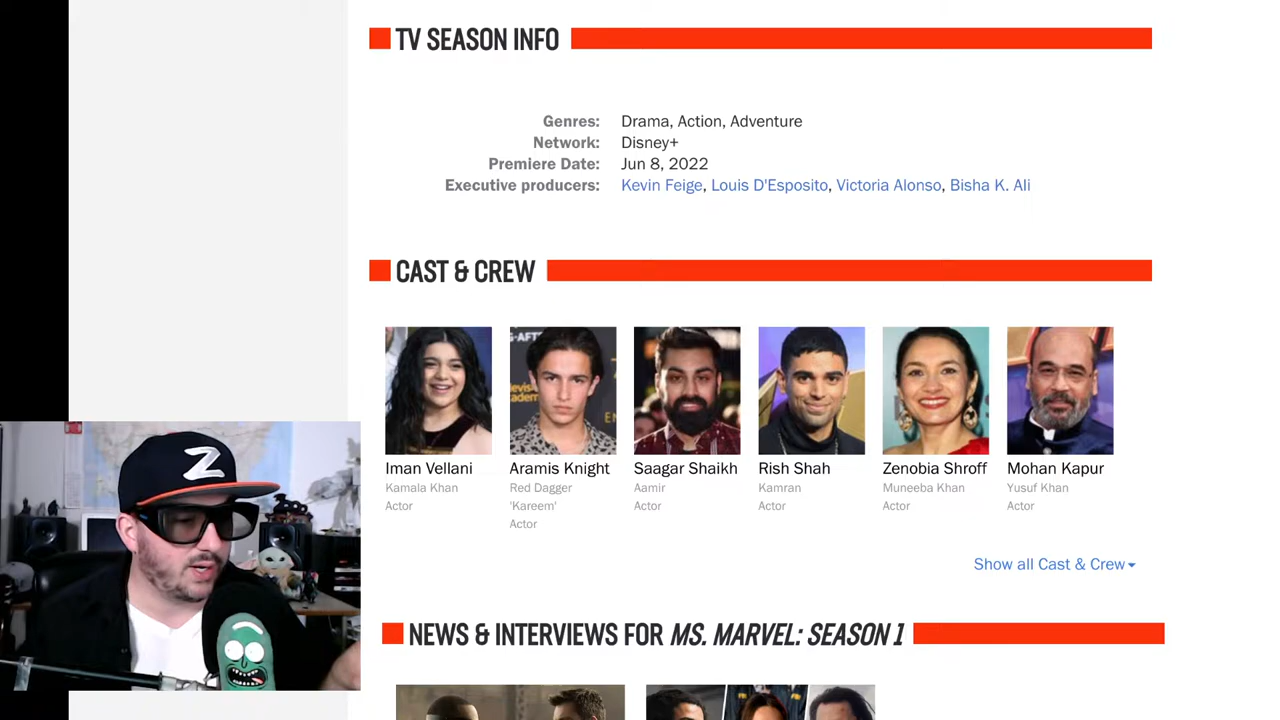 TV SEASON INFO
Genres: Drama, Action, Adventure
Network: Disney+
Premiere Date: Jun 8, 2022
Executive producers: Kevin Feige, Louis D'Esposito, Victoria Alonso, Bisha K. Ali
CAST & CREW
G-AFT
Iman Vellani Aramis Knight Saagar Shaikh Rish Shah Zenobia Shroff Mohan Kapur
Kamala Khan Red Dagger Aamir Kamran Muneeba Khan Yusuf Khan
Actor 'Kareem' Actor Actor Actor Actor
Actor
Show all Cast & Crew
NEWS & INTERVIEWS FOR MS. MARVEL: SEASON 1
Z